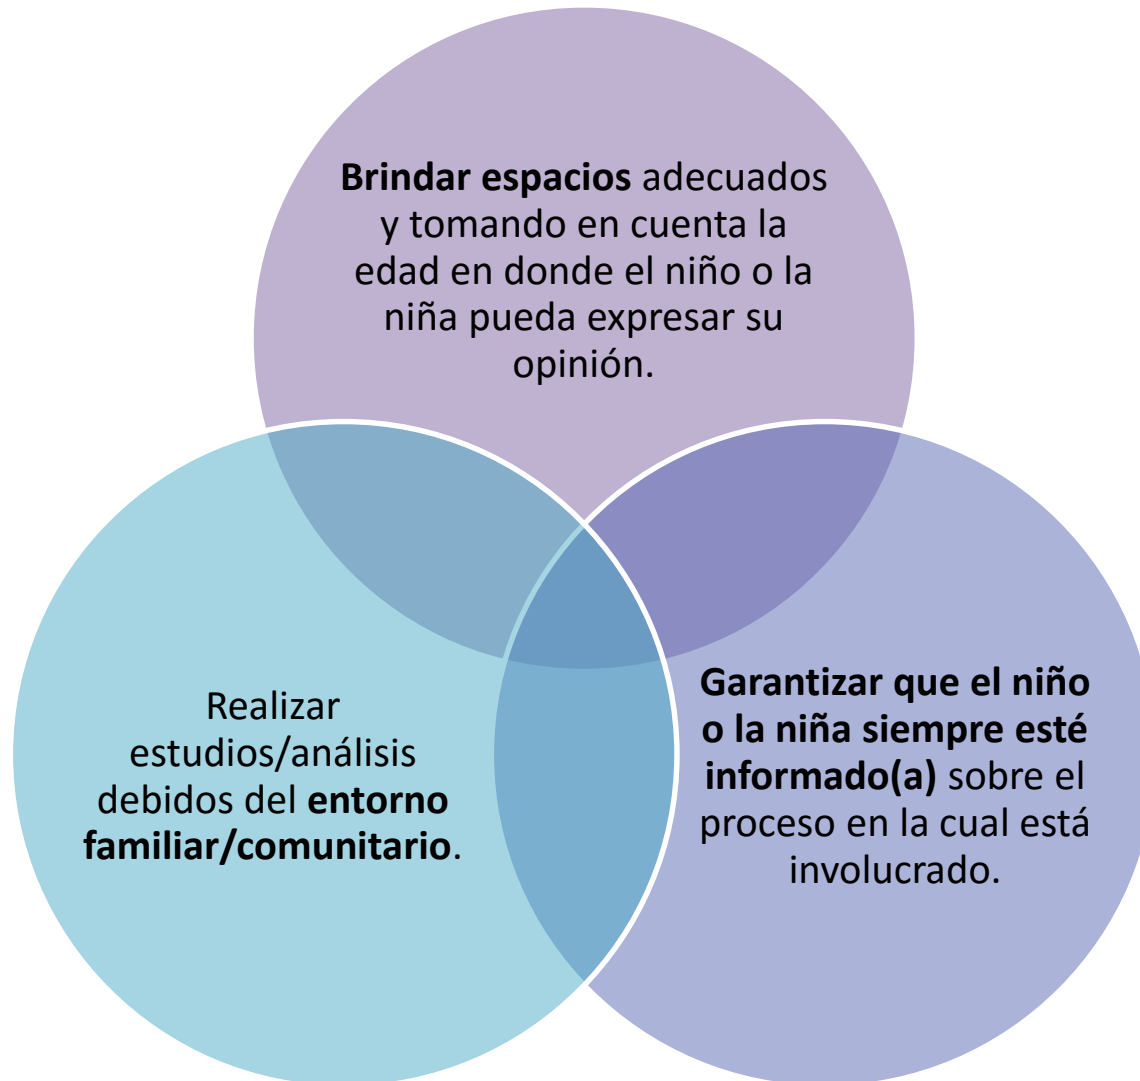 Brindar espacios adecuados
y tomando en cuenta la
edad en donde el niño o la
niña pueda expresar su
opinión.
Realizar
estudios/análisis
debidos del entorno
familiar/comunitario.
Garantizar que el niño
o la niña siempre esté
informado(a) sobre el
proceso en la cual está
involucrado.